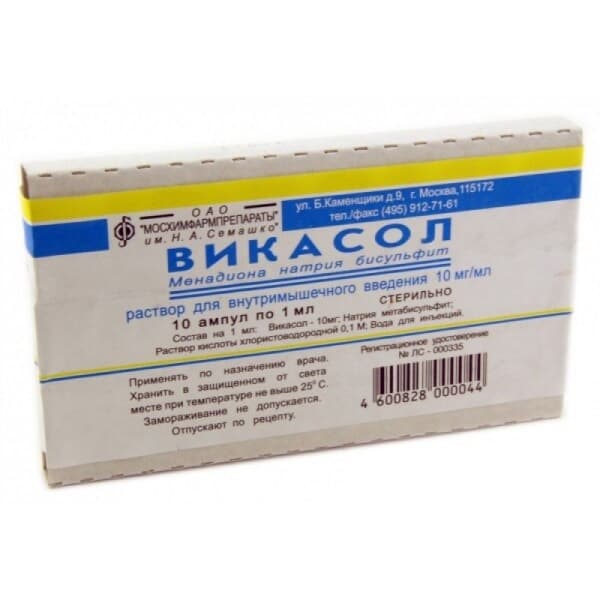 ОАО
"МОСХИМФАРМПРЕПАРАТЫ"
им. Н. А. Семашко
ул. Б.Каменщики д.9, г. Москва,115172
тел./факс (495) 912-71-61
ВИКАСОЛ
Менадиона натрия бисульфит
раствор для внутримышечного введения 10 мг/мл
10 ампул по 1 мл СТЕРИЛЬНО
Состав на 1 мл: Викасол - 10мг; Натрия метабисульфит;
Раствор кислоты хлористоводородной 0,1 М; Вода для инъекций.
Регистрационное удостоверение
№ ЛС - 000335
Применять по назначению врача.
Хранить в защищенном от света
месте при температуре не выше 25° С.
Замораживание не допускается.
Отпускают по рецепту.
4 600828 000044